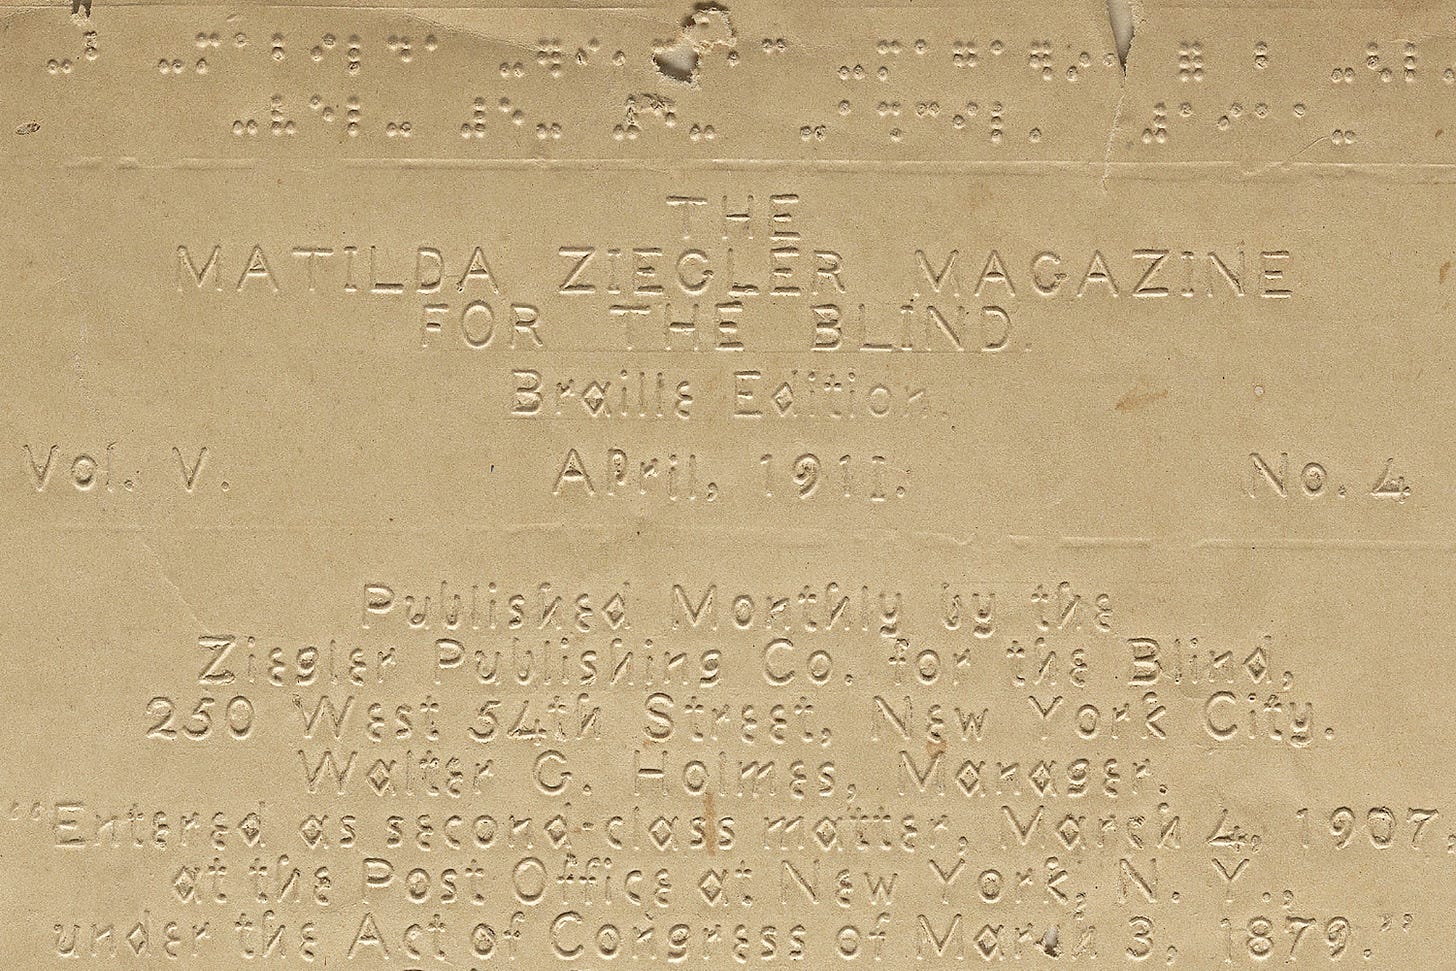 THE
MATILDA ZIEGLER MAGAZINE
FOR THE BLIND.
Braille Edition.
Vol. V. April, 1911. No. 4
Published Monthly by the
Ziegler Publishing Co. for the Blind,
250 West 54th Street, New York City.
Walter G. Holmes, Manager.
“Entered as second-class matter, March 4, 1907,
at the Post Office at New York, N. Y.,
under the Act of Congress of March 3, 1879.”